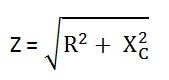 Z = √(R² + X_C²)